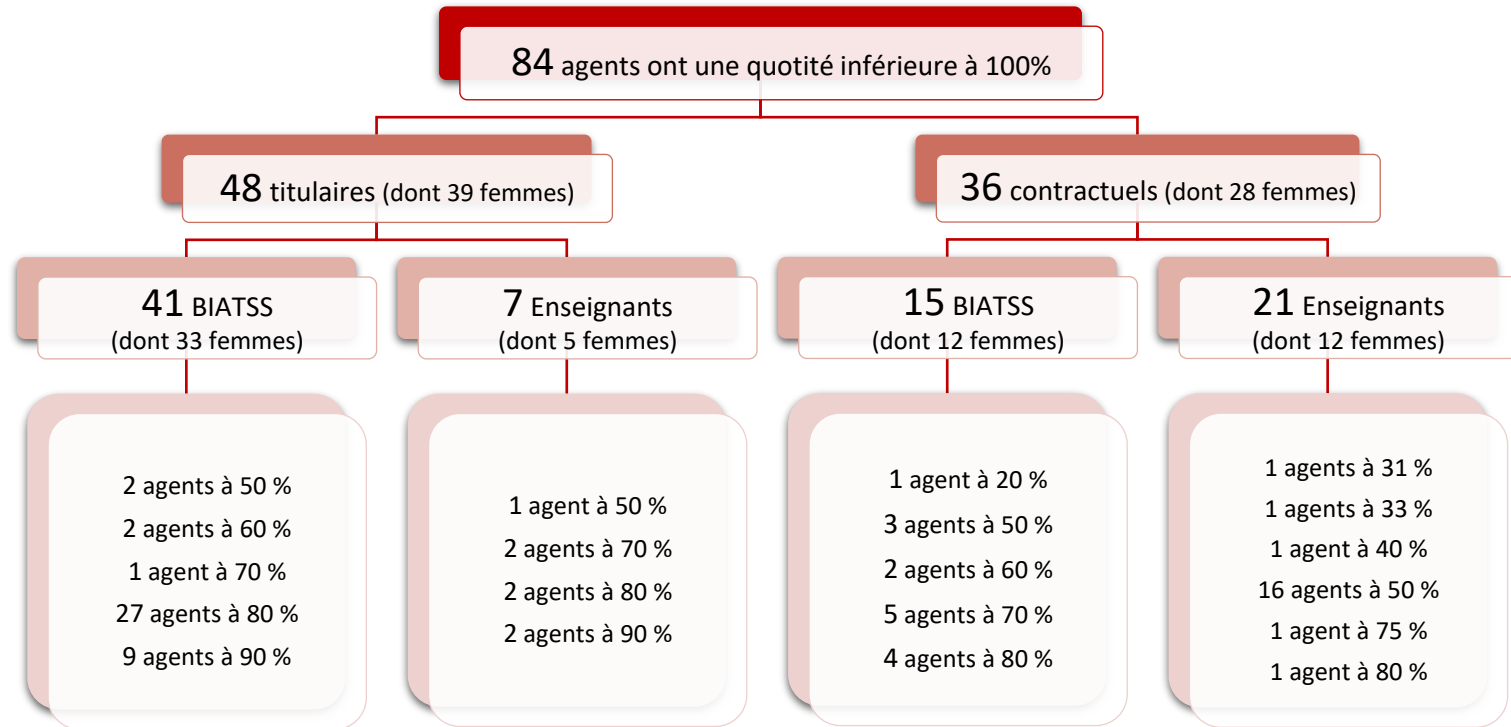 84 agents ont une quotité inférieure à 100%
48 titulaires (dont 39 femmes)
36 contractuels (dont 28 femmes)
41 BIATSS
(dont 33 femmes)
7 Enseignants
(dont 5 femmes)
15 BIATSS
(dont 12 femmes)
21 Enseignants
(dont 12 femmes)
2 agents à 50 %
2 agents à 60 %
1 agent à 70 %
27 agents à 80 %
9 agents à 90 %
1 agent à 50 %
2 agents à 70 %
2 agents à 80 %
2 agents à 90 %
1 agent à 20 %
3 agents à 50 %
2 agents à 60 %
5 agents à 70 %
4 agents à 80 %
1 agents à 31 %
1 agents à 33 %
1 agent à 40 %
16 agents à 50 %
1 agent à 75 %
1 agent à 80 %